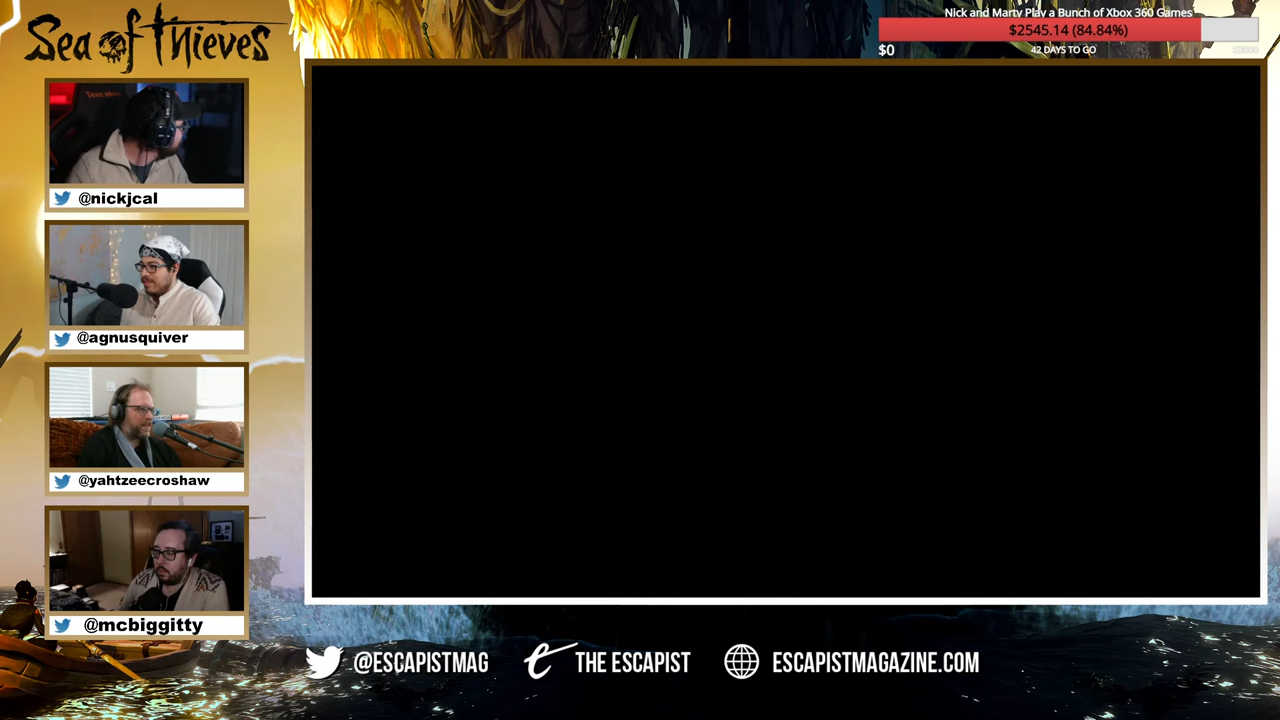 Sea of Thieves
Nick and Marty Play a Bunch of Xbox 360 Games
$2545.14 (84.84%)
$0
42 DAYS TO GO
@nickjcal
@agnusquiver
@yahtzeecroshaw
@mcbiggitty
@ESCAPISTMAG
THE ESCAPIST
ESCAPISTMAGAZINE.COM